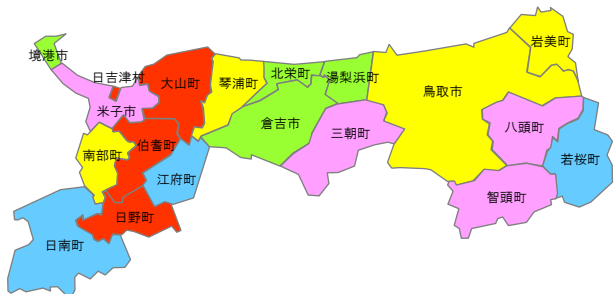 岩美町
境港市
日吉津村
大山町
琴浦町
北栄町
湯梨浜町
鳥取市
米子市
倉吉市
三朝町
八頭町
南部町
伯耆町
江府町
若桜町
智頭町
日野町
日南町